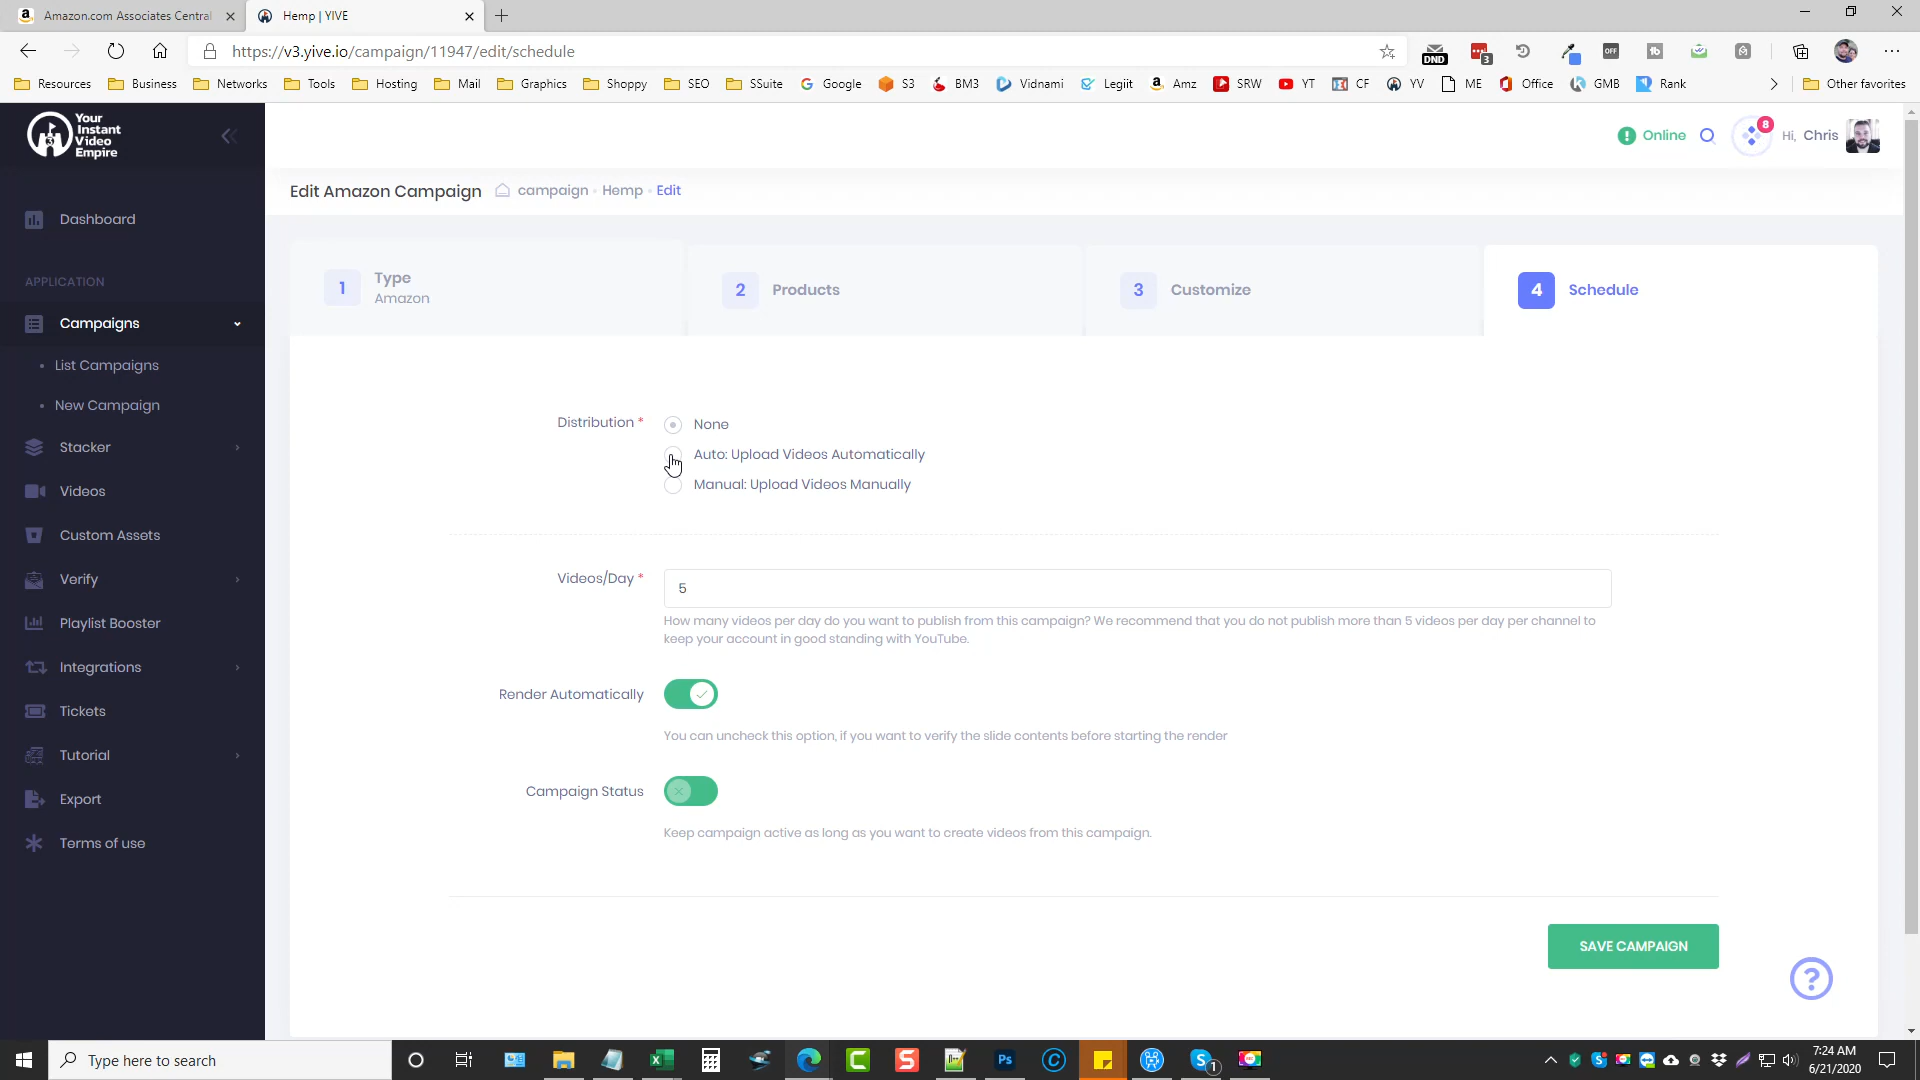 Amazon.com Associates Central
Hemp | YIVE
https://v3.yive.io/campaign/11947/edit/schedule
DND
3
OFF
Resources Business Networks Tools Hosting Mail Graphics Shoppy SEO SSuite Google S3 BM3 Vidnami Legiit Amz SRW YT CF YV ME Office GMB Rank Other favorites
Your
Instant
Video
Empire
Online 8 Hi, Chris
Edit Amazon Campaign campaign Hemp Edit
Dashboard
APPLICATION
Campaigns
List Campaigns
New Campaign
Stacker
Videos
Custom Assets
Verify
Playlist Booster
Integrations
Tickets
Tutorial
Export
Terms of use
1 Type
Amazon
2 Products
3 Customize
4 Schedule
Distribution * None
Auto: Upload Videos Automatically
Manual: Upload Videos Manually
Videos/Day * 5
How many videos per day do you want to publish from this campaign? We recommend that you do not publish more than 5 videos per day per channel to
keep your account in good standing with YouTube.
Render Automatically
You can uncheck this option, if you want to verify the slide contents before starting the render
Campaign Status
Keep campaign active as long as you want to create videos from this campaign.
SAVE CAMPAIGN
?
Type here to search
Ps
1
7:24 AM
6/21/2020